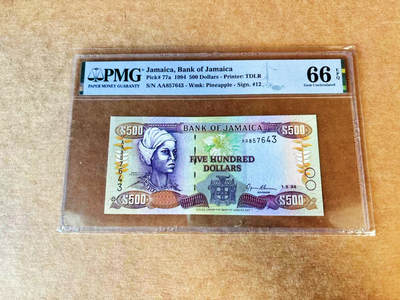 PMG
PAPER MONEY GUARANTY
Jamaica, Bank of Jamaica
Pick# 77a 1994 500 Dollars - Printer: TDLR
S/N AA857643 - Wmk: Pineapple - Sign. #12
66 EPQ
Gem Uncirculated
BANK OF JAMAICA
$500
$500
AA857643
FIVE HUNDRED
DOLLARS
$500
$500